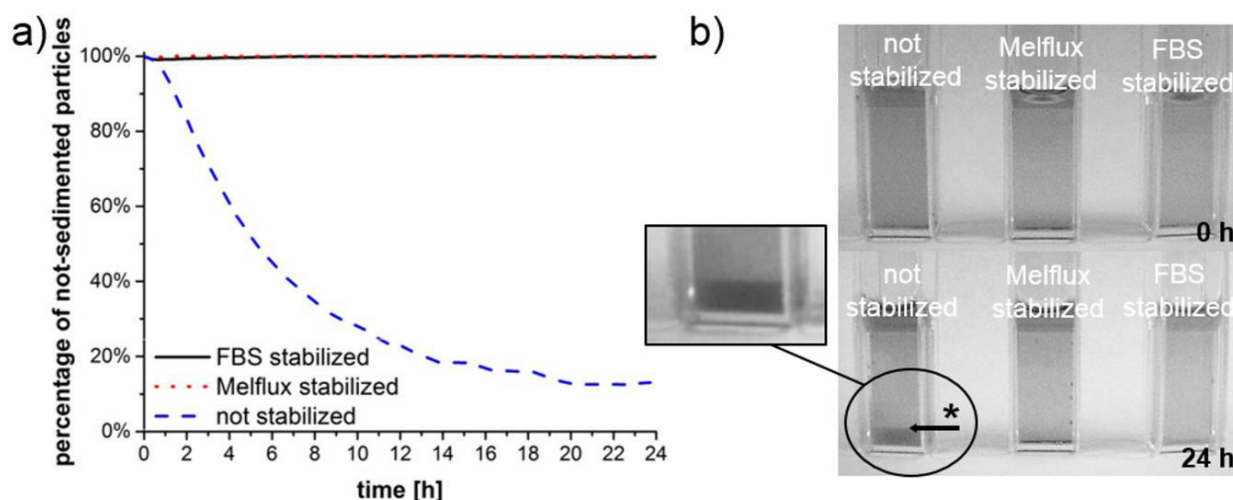 a)
percentage of not-sedimented particles
100%
80%
60%
40%
20%
0%
FBS stabilized
Melflux stabilized
not stabilized
0 2 4 6 8 10 12 14 16 18 20 22 24
time [h]
b)
not stabilized
Melflux stabilized
FBS stabilized
0 h
not stabilized
Melflux stabilized
FBS stabilized
*
24 h